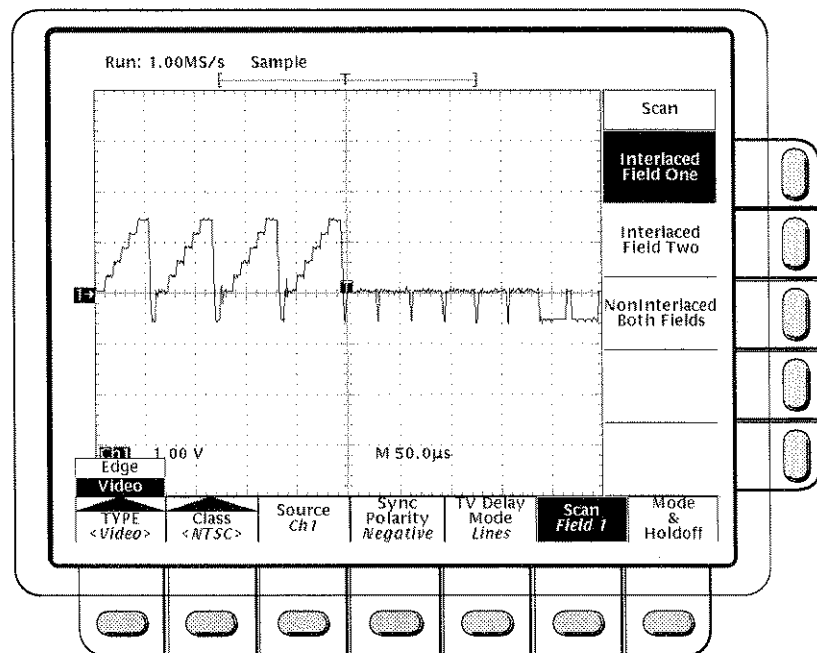 Run: 1.00MS/s Sample
T
Scan
Interlaced
Field One
Interlaced
Field Two
NonInterlaced
Both Fields
T
1→
Ch1 1.00 V M 50.0µs
Edge
Video
TYPE
<Video>
Class
<NTSC>
Source
Ch1
Sync
Polarity
Negative
TV Delay
Mode
Lines
Scan
Field 1
Mode
&
Holdoff